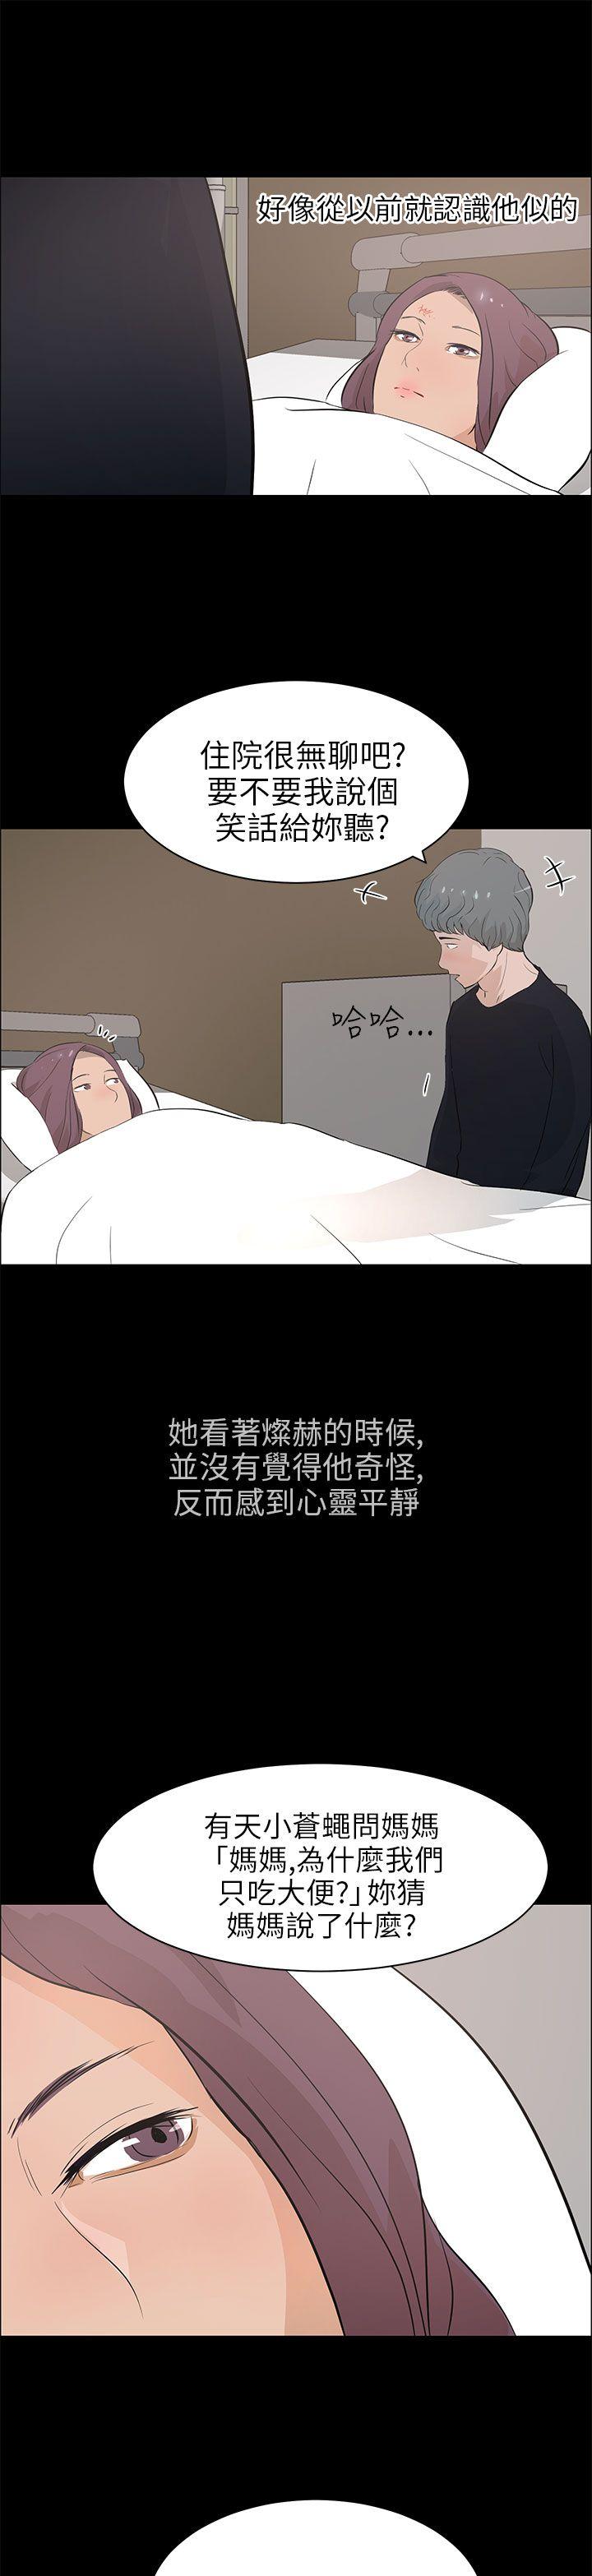 好像從以前就認識他似的
住院很無聊吧?
要不要我說個
笑話給妳聽?
哈哈...
她看著燦赫的時候,
並沒有覺得他奇怪,
反而感到心靈平靜
有天小蒼蠅問媽媽
「媽媽,為什麼我們
只吃大便?」妳猜
媽媽說了什麼?